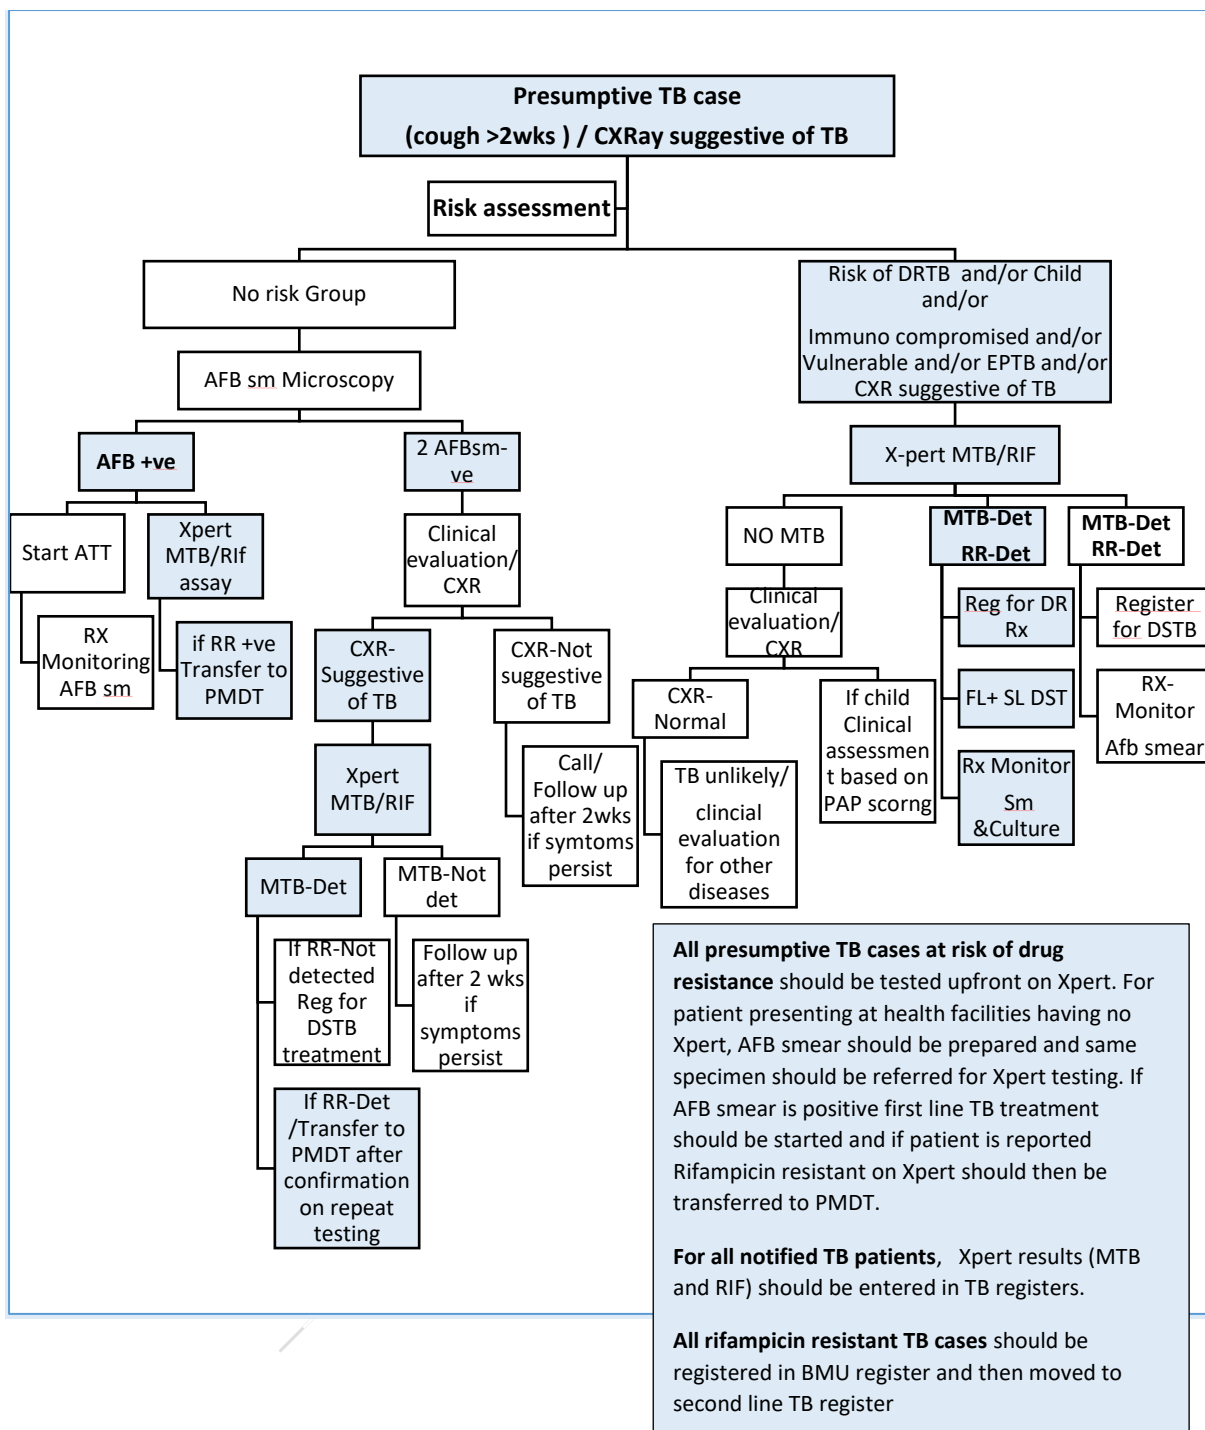 Presumptive TB case
(cough >2wks ) / CXRay suggestive of TB
Risk assessment
No risk Group
Risk of DRTB and/or Child
and/or
Immuno compromised and/or
Vulnerable and/or EPTB and/or
CXR suggestive of TB
AFB sm Microscopy
AFB +ve
2 AFBsm-
ve
X-pert MTB/RIF
Start ATT
Xpert
MTB/RIf
assay
Clinical
evaluation/
CXR
NO MTB
MTB-Det
RR-Det
MTB-Det
RR-Det
RX
Monitoring
AFB sm
if RR +ve
Transfer to
PMDT
CXR-
Suggestive
of TB
CXR-Not
suggestive
of TB
Clinical
evaluation/
CXR
Reg for DR
Rx
Register
for DSTB
CXR-
Normal
If child
Clinical
assessmen
t based on
PAP scorng
FL+ SL DST
RX-
Monitor
Afb smear
Xpert
MTB/RIF
Call/
Follow up
after 2wks
if symtoms
persist
TB unlikely/
clincial
evaluation
for other
diseases
Rx Monitor
Sm
&Culture
MTB-Det
MTB-Not
det
If RR-Not
detected
Reg for
DSTB
treatment
Follow up
after 2 wks
if
symptoms
persist
If RR-Det
/Transfer to
PMDT after
confirmation
on repeat
testing
All presumptive TB cases at risk of drug
resistance should be tested upfront on Xpert. For
patient presenting at health facilities having no
Xpert, AFB smear should be prepared and same
specimen should be referred for Xpert testing. If
AFB smear is positive first line TB treatment
should be started and if patient is reported
Rifampicin resistant on Xpert should then be
transferred to PMDT.
For all notified TB patients, Xpert results (MTB
and RIF) should be entered in TB registers.
All rifampicin resistant TB cases should be
registered in BMU register and then moved to
second line TB register